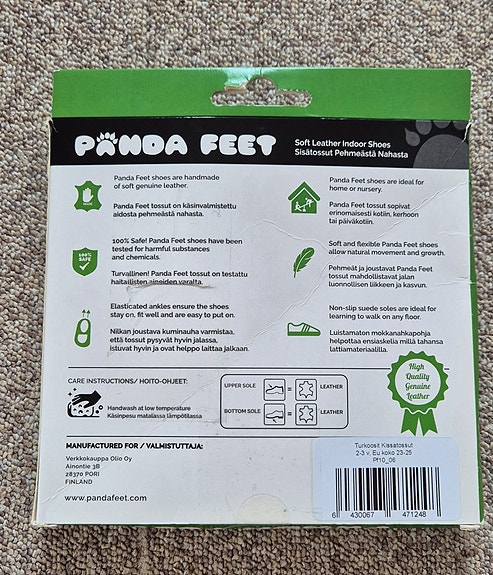 PANDA FEET
Soft Leather Indoor Shoes
Sisätossut Pehmeästä Nahasta
Panda Feet shoes are handmade
of soft genuine leather.
Panda Feet tossut on käsinvalmistettu
aidosta pehmeästä nahasta.
100% SAFE
100% Safe! Panda Feet shoes have been
tested for harmful substances
and chemicals.
Turvallinen! Panda Feet tossut on testattu
haitallisten aineiden varalta.
Elasticated ankles ensure the shoes
stay on, fit well and are easy to put on.
Nilkan joustava kuminauha varmistaa,
että tossut pysyvät hyvin jalassa,
istuvat hyvin ja ovat helppo laittaa jalkaan.
Panda Feet shoes are ideal for
home or nursery.
Panda Feet tossut sopivat
erinomaisesti kotiin, kerhoon
tai päiväkotiin.
Soft and flexible Panda Feet shoes
allow natural movement and growth.
Pehmeät ja joustavat Panda Feet
tossut mahdollistavat jalan
luonnollisen liikkeen ja kasvun.
Non-slip suede soles are ideal for
learning to walk on any floor.
Luistamaton mokkanahkapohja
helpottaa ensiaskelia millä tahansa
lattiamateriaalilla.
CARE INSTRUCTIONS/ HOITO-OHJEET:
Handwash at low temperature
Käsinpesu matalassa lämpötilassa
UPPER SOLE = LEATHER
BOTTOM SOLE = LEATHER
High
Quality
Genuine
Leather
MANUFACTURED FOR / VALMISTUTTAJA:
Verkkokauppa Olio Oy
Ainontie 3B
28370 PORI
FINLAND
www.pandafeet.com
Turkoosit Kissatossut
2-3 v, Eu koko 23-25
Pf10_06
6 430067 471248